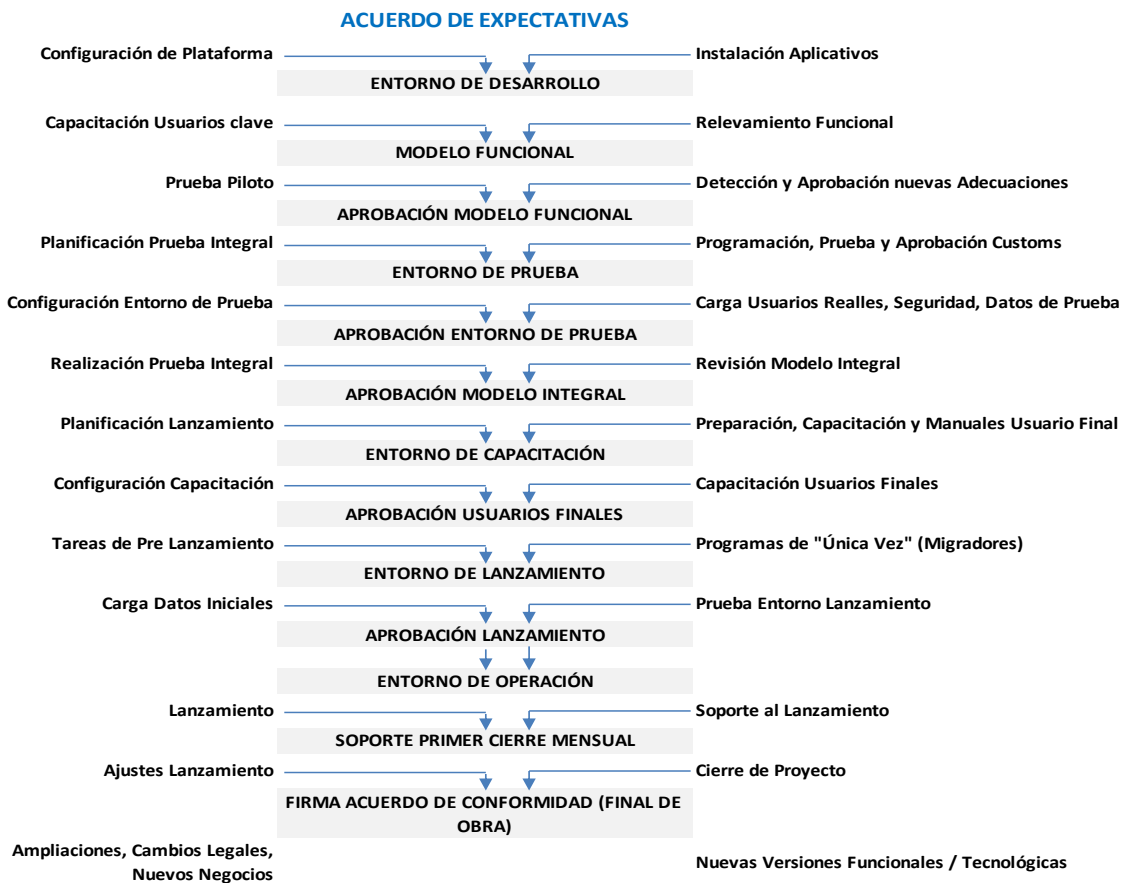 ACUERDO DE EXPECTATIVAS
Configuración de Plataforma
Instalación Aplicativos
ENTORNO DE DESARROLLO
Capacitación Usuarios clave
Relevamiento Funcional
MODELO FUNCIONAL
Prueba Piloto
Detección y Aprobación nuevas Adecuaciones
APROBACIÓN MODELO FUNCIONAL
Planificación Prueba Integral
Programación, Prueba y Aprobación Customs
ENTORNO DE PRUEBA
Configuración Entorno de Prueba
Carga Usuarios Realles, Seguridad, Datos de Prueba
APROBACIÓN ENTORNO DE PRUEBA
Realización Prueba Integral
Revisión Modelo Integral
APROBACIÓN MODELO INTEGRAL
Planificación Lanzamiento
Preparación, Capacitación y Manuales Usuario Final
ENTORNO DE CAPACITACIÓN
Configuración Capacitación
Capacitación Usuarios Finales
APROBACIÓN USUARIOS FINALES
Tareas de Pre Lanzamiento
Programas de "Única Vez" (Migradores)
ENTORNO DE LANZAMIENTO
Carga Datos Iniciales
Prueba Entorno Lanzamiento
APROBACIÓN LANZAMIENTO
ENTORNO DE OPERACIÓN
Lanzamiento
Soporte al Lanzamiento
SOPORTE PRIMER CIERRE MENSUAL
Ajustes Lanzamiento
Cierre de Proyecto
FIRMA ACUERDO DE CONFORMIDAD (FINAL DE
OBRA)
Ampliaciones, Cambios Legales,
Nuevos Negocios
Nuevas Versiones Funcionales / Tecnológicas